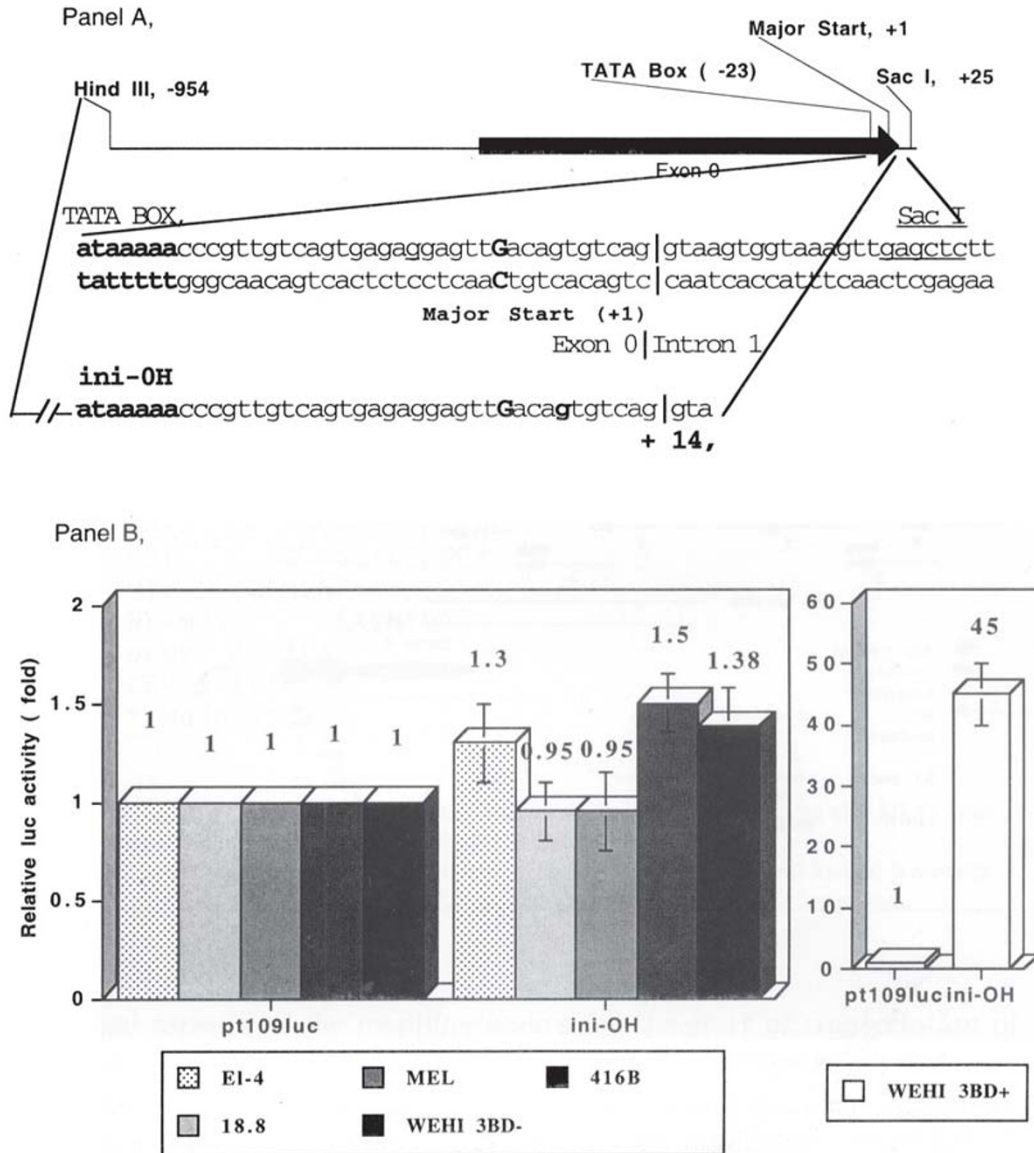 Panel A,
Major Start, +1
TATA Box ( -23)
Sac I, +25
Hind III, -954
Exon 0
TATA BOX,
Sac I
ataaaaacccgttgtcagtgagaggagttGacagtgtcag|gtaagtggtaaagttgagctctt
tatttttgggcaacagtcactctcctcaaCtgtcacagtc|caatcaccatttcaactcgagaa
Major Start (+1)
Exon 0|Intron 1
ini-0H
ataaaaacccgttgtcagtgagaggagttGacagtgtcag|gta
+ 14,
Panel B,
Relative luc activity ( fold)
2
1.5
1
0.5
0
1 1 1 1 1
1.3 0.95 0.95 1.5 1.38
pt109luc ini-OH
60
50
40
30
20
10
0
1 45
pt109luc ini-OH
El-4 MEL 416B
18.8 WEHI 3BD-
WEHI 3BD+